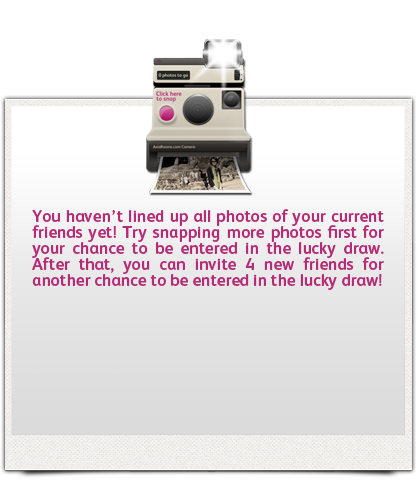 8 photos to go
Click here
to snap
You haven't lined up all photos of your current
friends yet! Try snapping more photos first for
your chance to be entered in the lucky draw.
After that, you can invite 4 new friends for
another chance to be entered in the lucky draw!